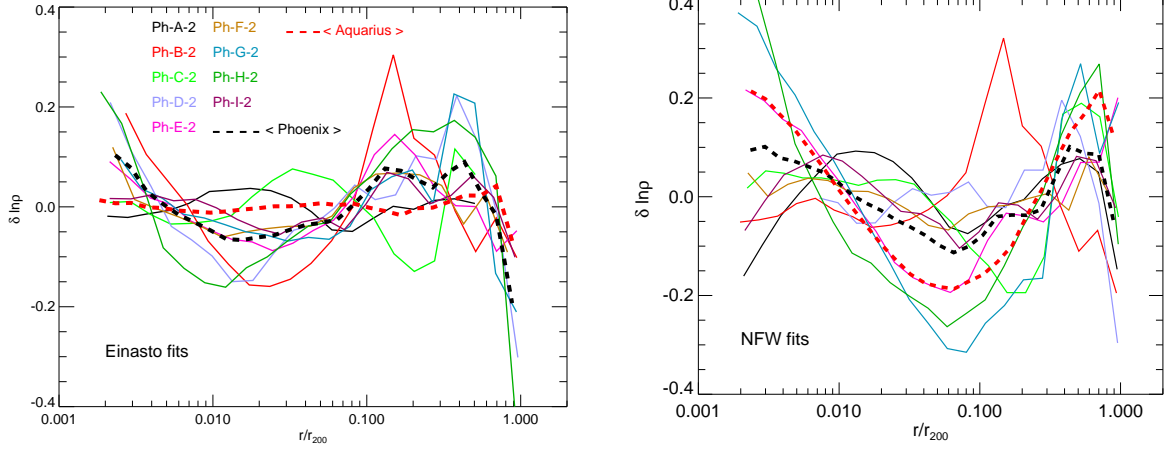 0.4
0.2
0.0
-0.2
-0.4
δ lnρ
Ph-A-2 Ph-F-2 < Aquarius >
Ph-B-2 Ph-G-2
Ph-C-2 Ph-H-2
Ph-D-2 Ph-I-2
Ph-E-2 < Phoenix >
Einasto fits
0.001 0.010 0.100 1.000
r/r200
0.4
0.2
0.0
-0.2
-0.4
δ lnρ
NFW fits
0.001 0.010 0.100 1.000
r/r200